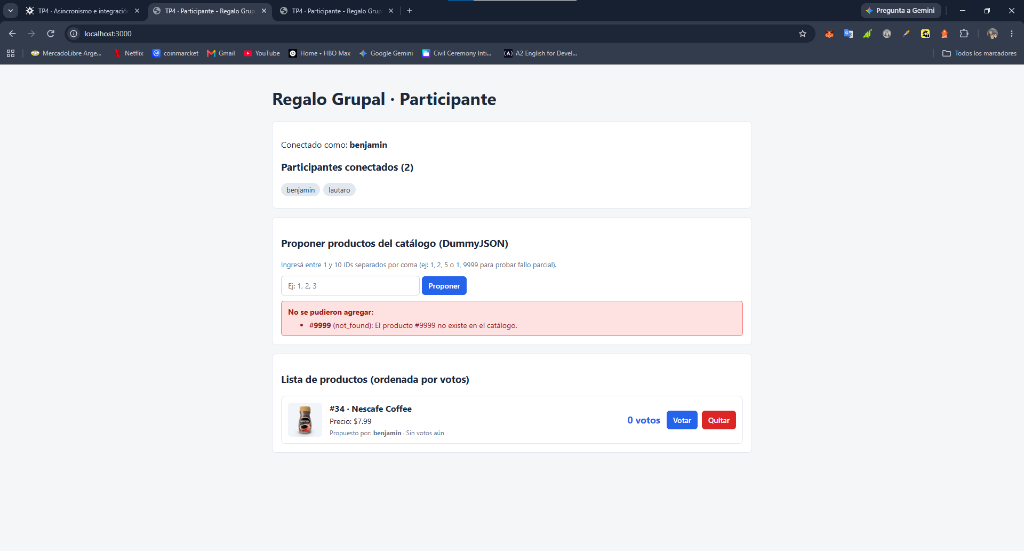 TP4 - Asincronismo e integració
TP4 - Participante - Regalo Grup
TP4 - Participante - Regalo Grup
Pregunta a Gemini
localhost:3000
MercadoLibre Arge...
Netflix
coinmarcket
Gmail
YouTube
Home - HBO Max
Google Gemini
Civil Ceremony Inti...
(A) A2 English for Devel...
Todos los marcadores
Regalo Grupal · Participante
Conectado como: benjamin
Participantes conectados (2)
benjamin
lautaro
Proponer productos del catálogo (DummyJSON)
Ingresá entre 1 y 10 IDs separados por coma (ej: 1, 2, 5 o 1, 9999 para probar fallo parcial).
Ej: 1, 2, 3
Proponer
No se pudieron agregar:
• #9999 (not_found): El producto #9999 no existe en el catálogo.
Lista de productos (ordenada por votos)
#34 - Nescafe Coffee
Precio: $7.99
Propuesto por: benjamin · Sin votos aún
0 votos
Votar
Quitar